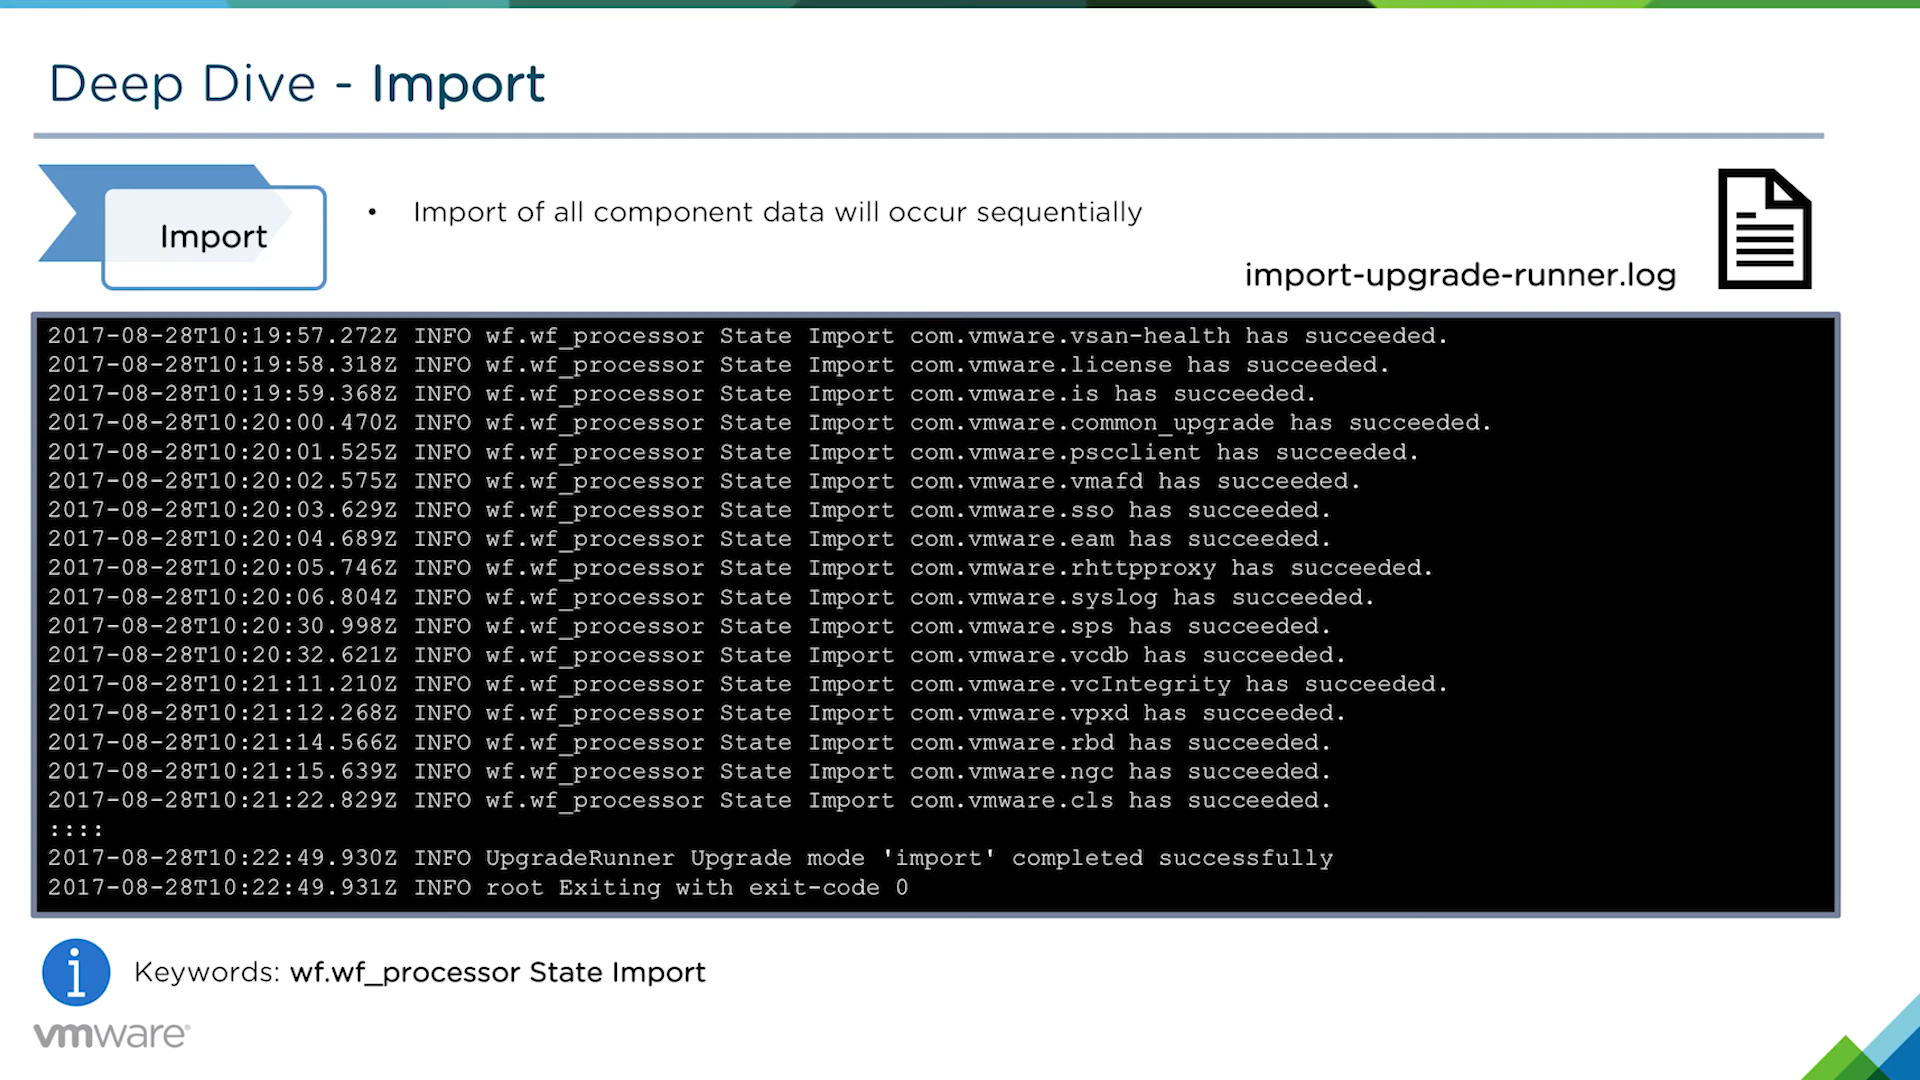 Deep Dive - Import
Import
• Import of all component data will occur sequentially
import-upgrade-runner.log
2017-08-28T10:19:57.272Z INFO wf.wf_processor State Import com.vmware.vsan-health has succeeded.
2017-08-28T10:19:58.318Z INFO wf.wf_processor State Import com.vmware.license has succeeded.
2017-08-28T10:19:59.368Z INFO wf.wf_processor State Import com.vmware.is has succeeded.
2017-08-28T10:20:00.470Z INFO wf.wf_processor State Import com.vmware.common_upgrade has succeeded.
2017-08-28T10:20:01.525Z INFO wf.wf_processor State Import com.vmware.pscclient has succeeded.
2017-08-28T10:20:02.575Z INFO wf.wf_processor State Import com.vmware.vmafd has succeeded.
2017-08-28T10:20:03.629Z INFO wf.wf_processor State Import com.vmware.sso has succeeded.
2017-08-28T10:20:04.689Z INFO wf.wf_processor State Import com.vmware.eam has succeeded.
2017-08-28T10:20:05.746Z INFO wf.wf_processor State Import com.vmware.rhttpproxy has succeeded.
2017-08-28T10:20:06.804Z INFO wf.wf_processor State Import com.vmware.syslog has succeeded.
2017-08-28T10:20:30.998Z INFO wf.wf_processor State Import com.vmware.sps has succeeded.
2017-08-28T10:20:32.621Z INFO wf.wf_processor State Import com.vmware.vcdb has succeeded.
2017-08-28T10:21:11.210Z INFO wf.wf_processor State Import com.vmware.vcIntegrity has succeeded.
2017-08-28T10:21:12.268Z INFO wf.wf_processor State Import com.vmware.vpxd has succeeded.
2017-08-28T10:21:14.566Z INFO wf.wf_processor State Import com.vmware.rbd has succeeded.
2017-08-28T10:21:15.639Z INFO wf.wf_processor State Import com.vmware.ngc has succeeded.
2017-08-28T10:21:22.829Z INFO wf.wf_processor State Import com.vmware.cls has succeeded.
::::
2017-08-28T10:22:49.930Z INFO UpgradeRunner Upgrade mode 'import' completed successfully
2017-08-28T10:22:49.931Z INFO root Exiting with exit-code 0
i
Keywords: wf.wf_processor State Import
vmware®